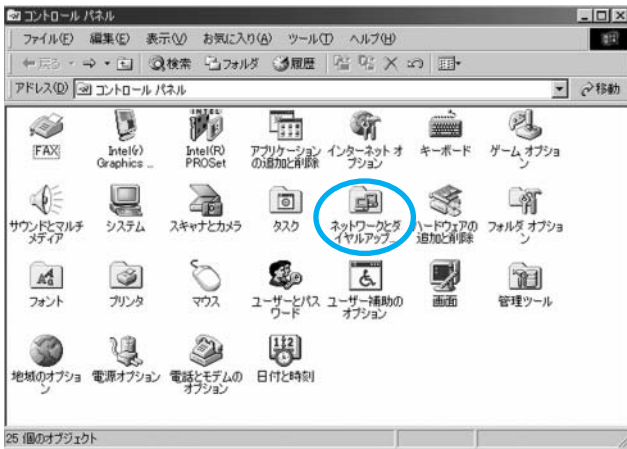 コントロール パネル
ファイル(F) 編集(E) 表示(V) お気に入り(A) ツール(T) ヘルプ(H)
戻る 検索 フォルダ 履歴
アドレス(D) コントロール パネル 移動
FAX Intel(r) Intel(R) アプリケーション インターネット オ キーボード ゲーム オプショ
Graphics ... PROSet の追加と削除 プション ン
サウンドとマルチ システム スキャナとカメラ タスク ネットワークとダ ハードウェアの フォルダ オプショ
メディア イヤルアップ... 追加と削除 ン
フォント プリンタ マウス ユーザーとパス ユーザー補助の 画面 管理ツール
ワード オプション
地域のオプショ 電源オプション 電話とモデムの 日付と時刻
ン オプション
25 個のオブジェクト